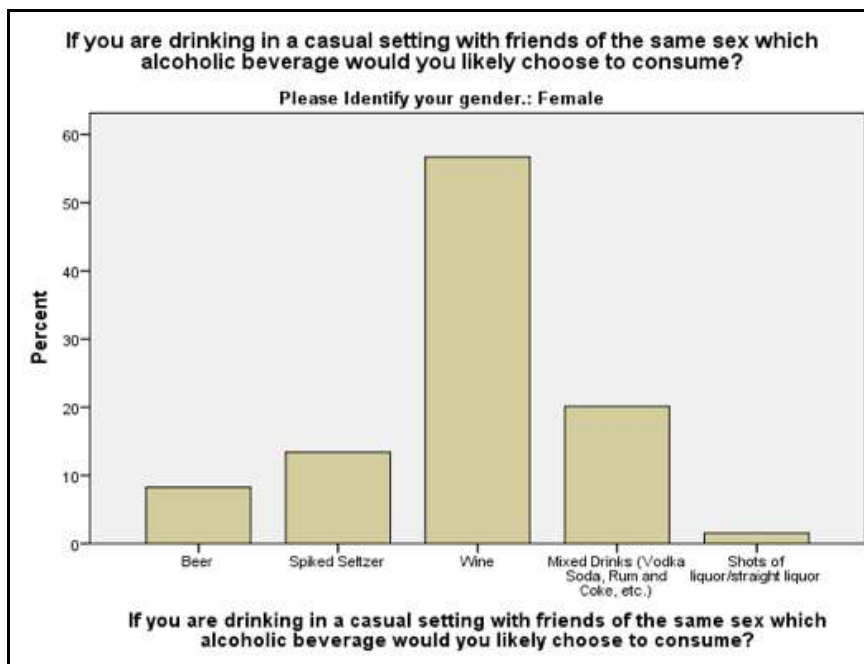 If you are drinking in a casual setting with friends of the same sex which
alcoholic beverage would you likely choose to consume?
Please Identify your gender.: Female
60
50
40
30
20
10
0
Percent
Beer
Spiked Seltzer
Wine
Mixed Drinks (Vodka
Soda, Rum and
Coke, etc.)
Shots of
liquor/straight liquor
If you are drinking in a casual setting with friends of the same sex which
alcoholic beverage would you likely choose to consume?